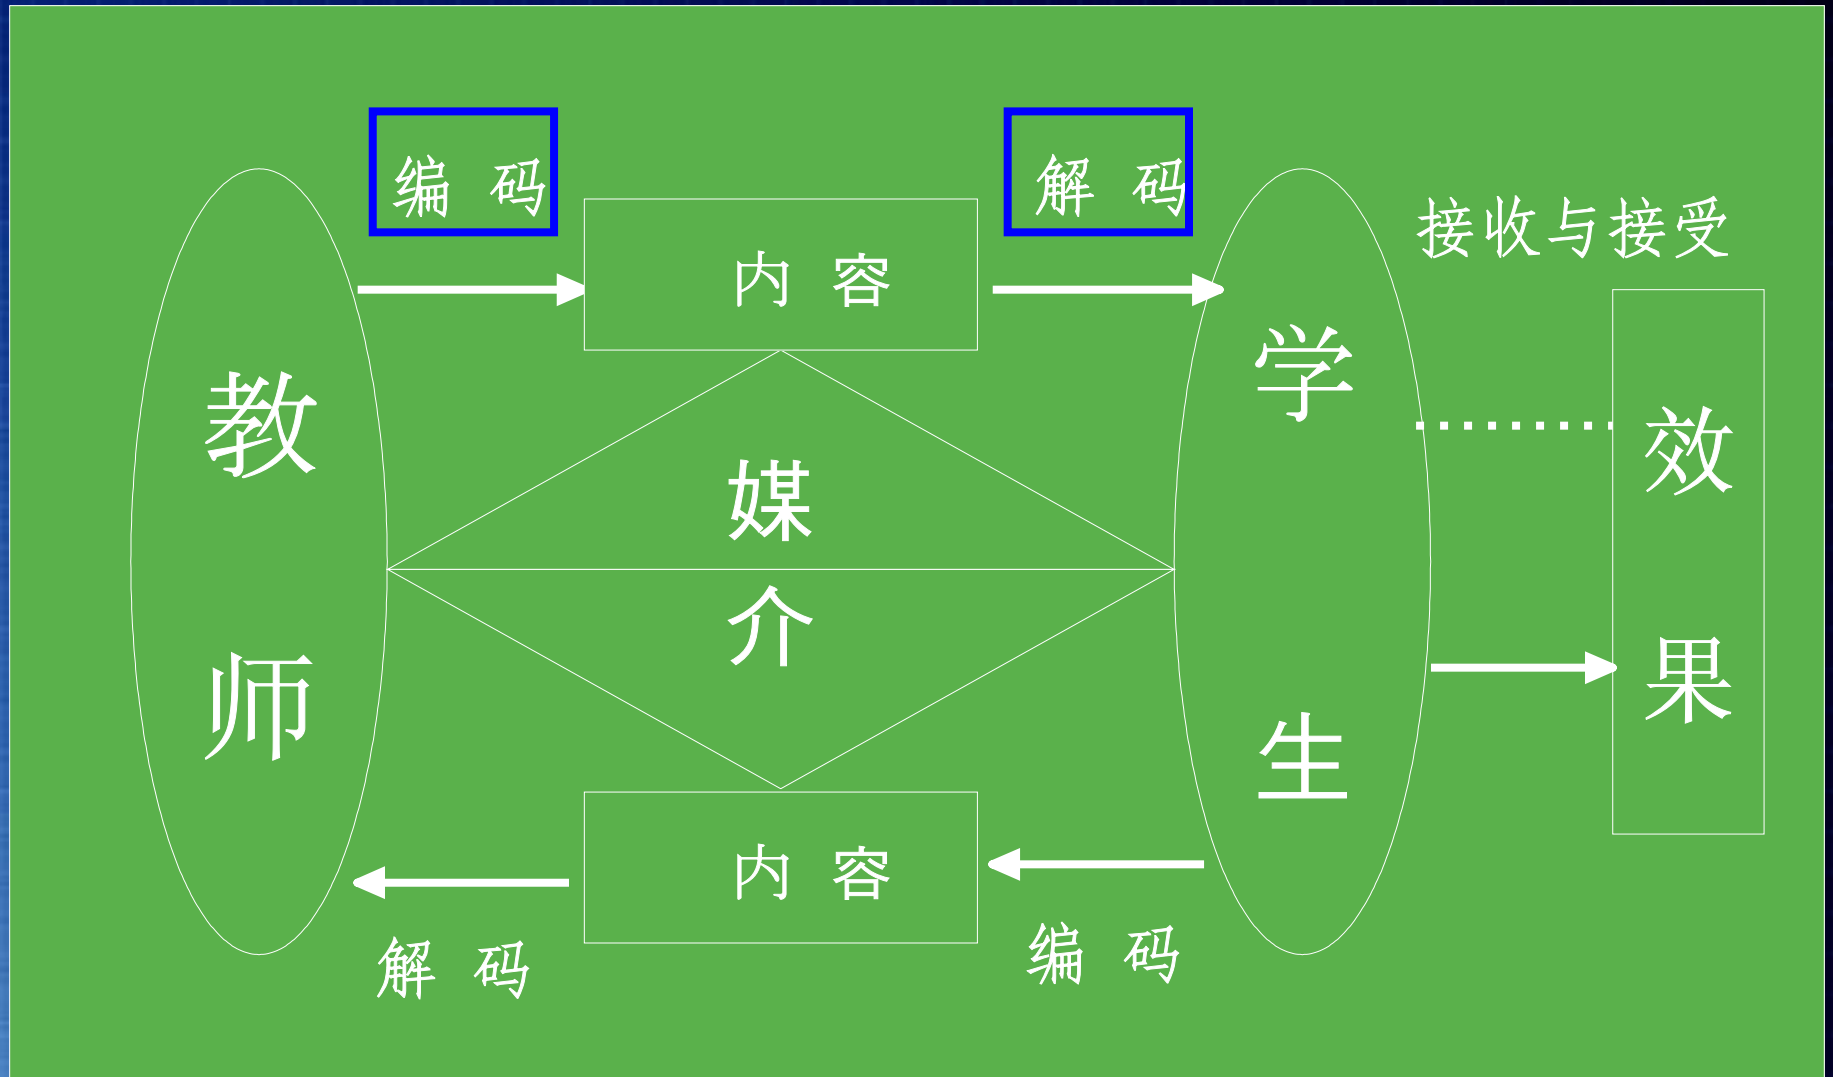 编 码
解 码
接收与接受
内 容
教师
媒介
学生
效果
内 容
解 码
编 码